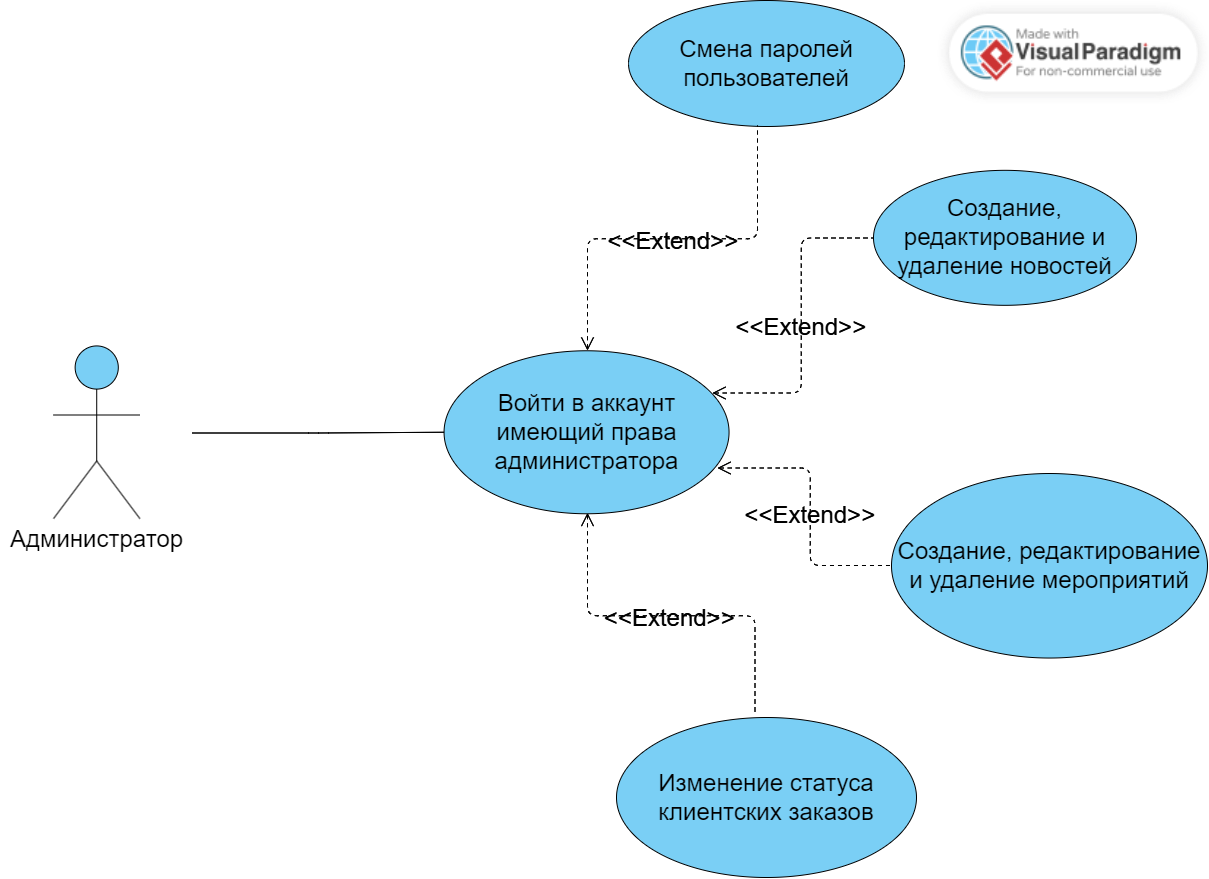 Смена паролей
пользователей
Made with
Visual Paradigm
For non-commercial use
Создание,
редактирование и
удаление новостей
<<Extend>>
<<Extend>>
Войти в аккаунт
имеющий права
администратора
Администратор
<<Extend>>
Создание, редактирование
и удаление мероприятий
<<Extend>>
Изменение статуса
клиентских заказов